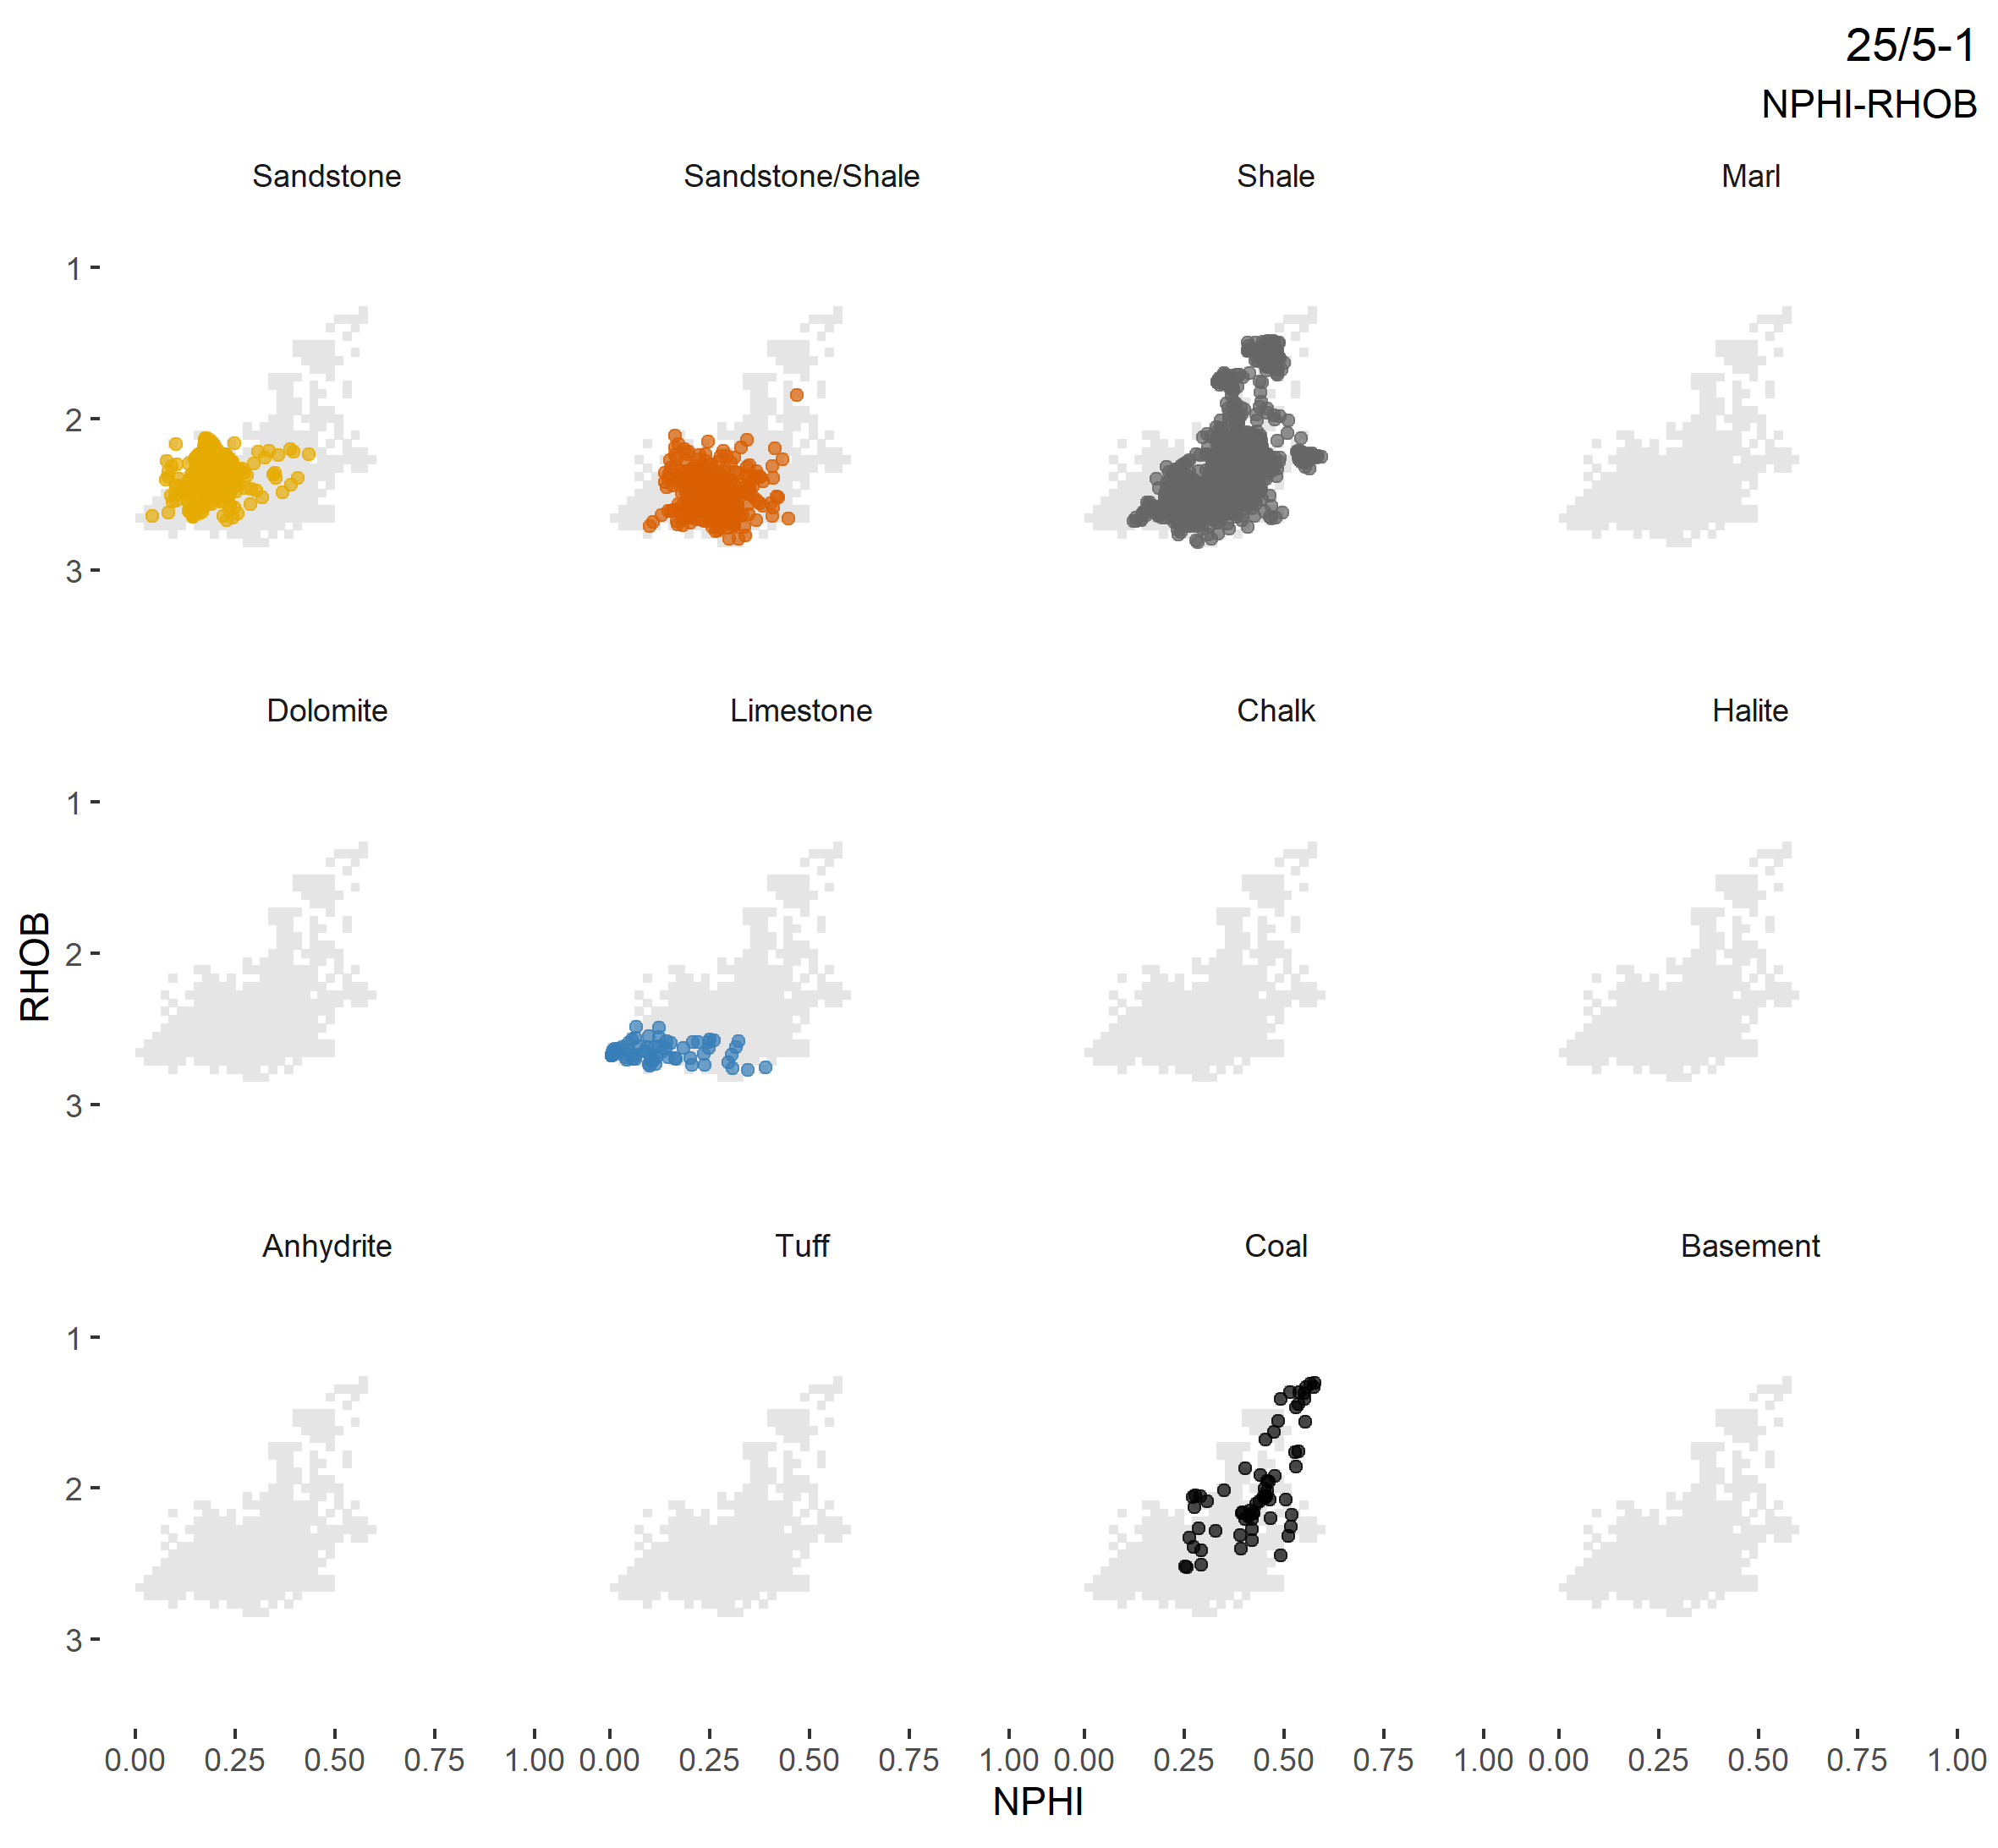 25/5-1
NPHI-RHOB
Sandstone Sandstone/Shale Shale Marl
1
2
3
Dolomite Limestone Chalk Halite
RHOB
1
2
3
Anhydrite Tuff Coal Basement
1
2
3
0.00 0.25 0.50 0.75 1.00 0.00 0.25 0.50 0.75 1.00 0.00 0.25 0.50 0.75 1.00 0.00 0.25 0.50 0.75 1.00
NPHI